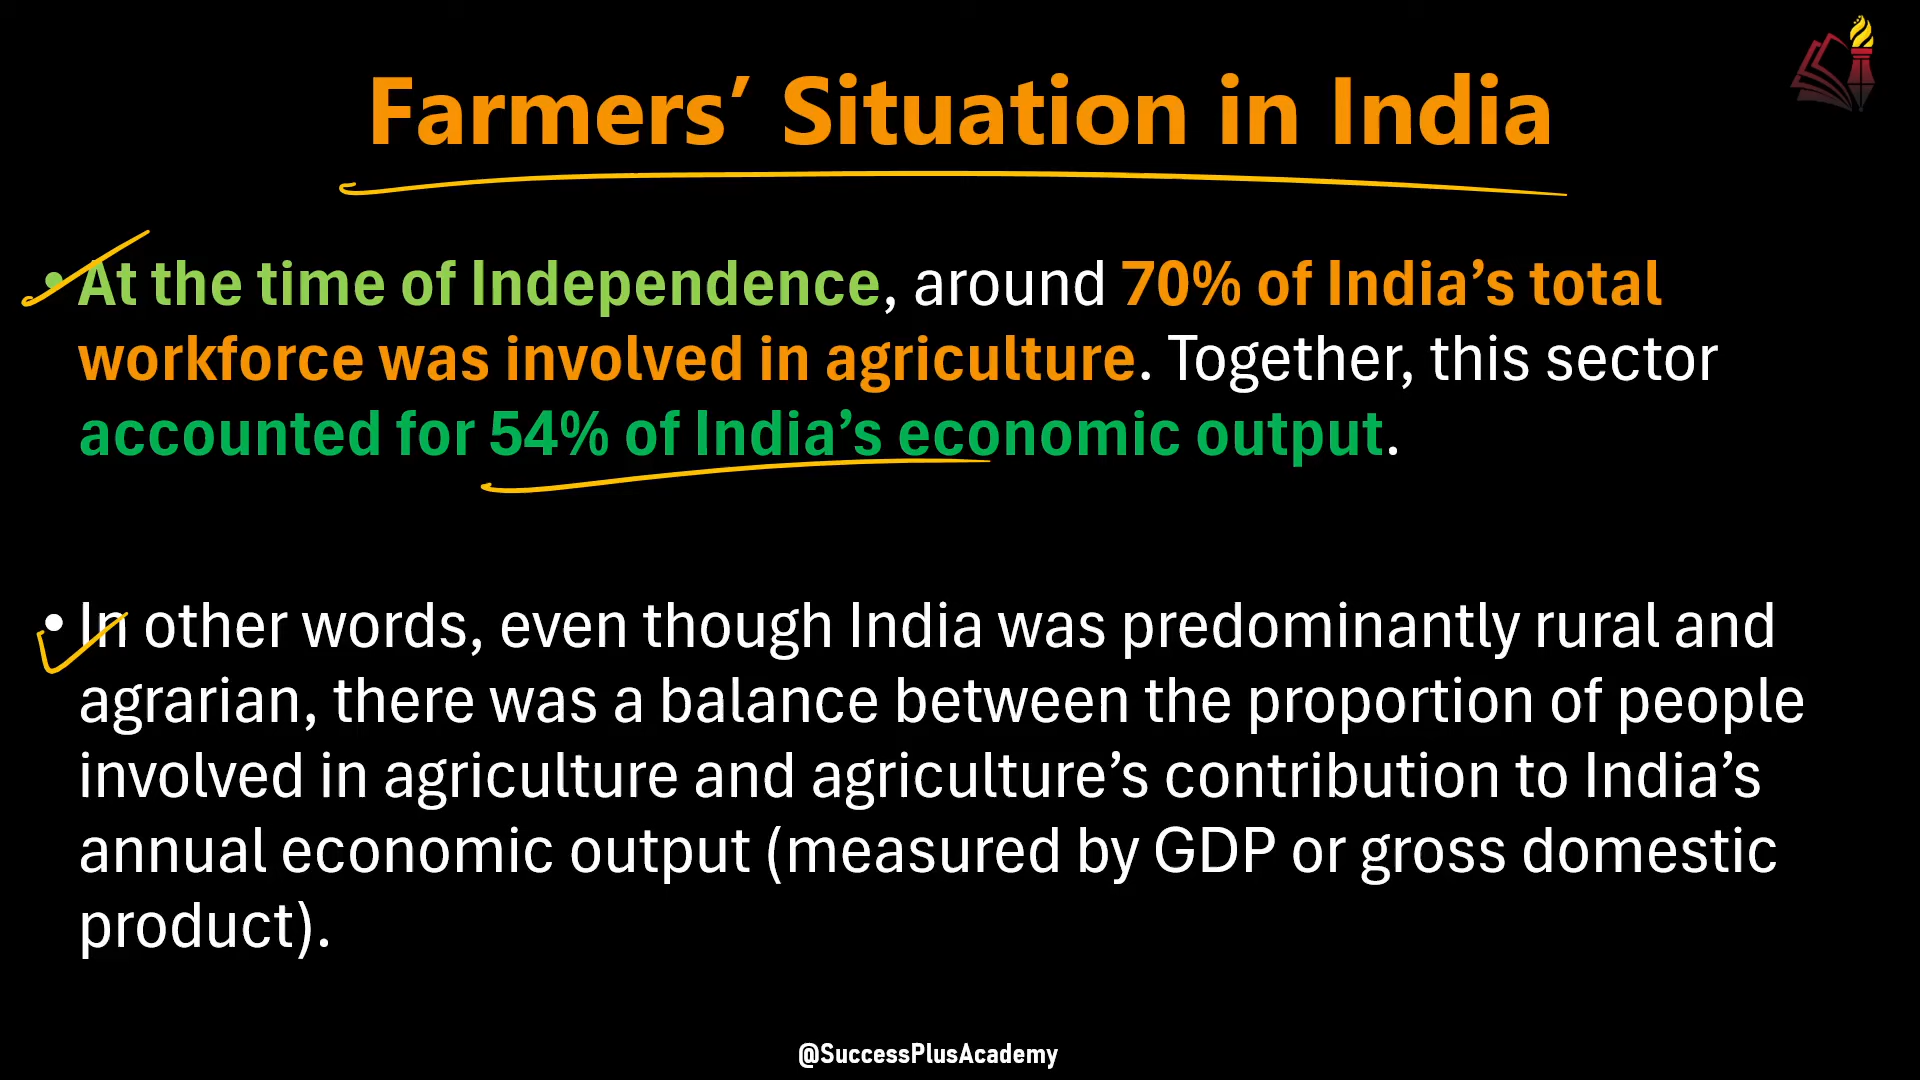 Farmers’ Situation in India
• At the time of Independence, around 70% of India’s total
workforce was involved in agriculture. Together, this sector
accounted for 54% of India’s economic output.
• In other words, even though India was predominantly rural and
agrarian, there was a balance between the proportion of people
involved in agriculture and agriculture’s contribution to India’s
annual economic output (measured by GDP or gross domestic
product).
@SuccessPlusAcademy